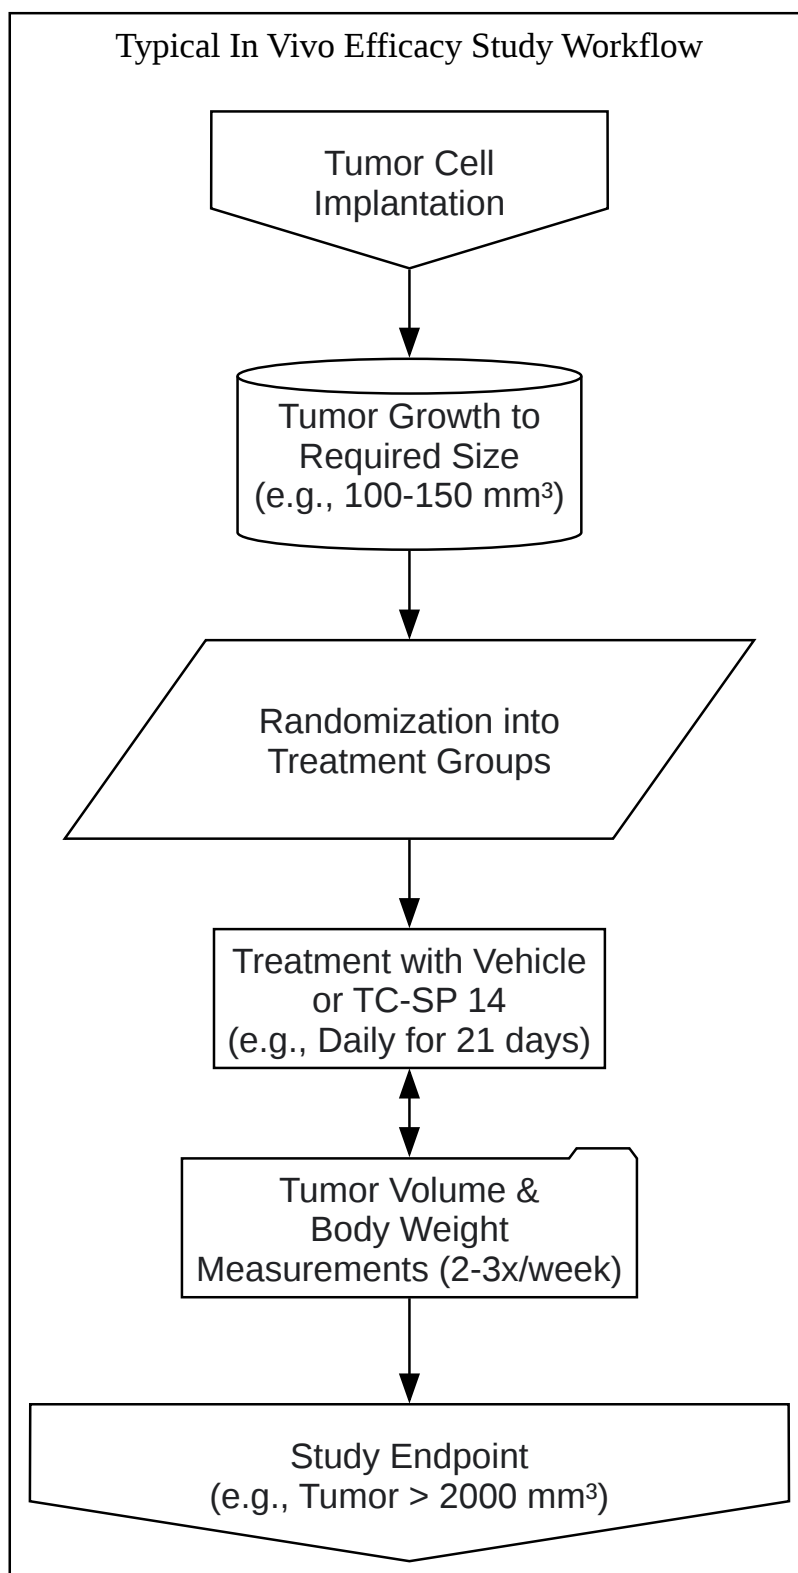 Typical In Vivo Efficacy Study Workflow
Tumor Cell
Implantation
Tumor Growth to
Required Size
(e.g., 100-150 mm³)
Randomization into
Treatment Groups
Treatment with Vehicle
or TC-SP 14
(e.g., Daily for 21 days)
Tumor Volume &
Body Weight
Measurements (2-3x/week)
Study Endpoint
(e.g., Tumor > 2000 mm³)